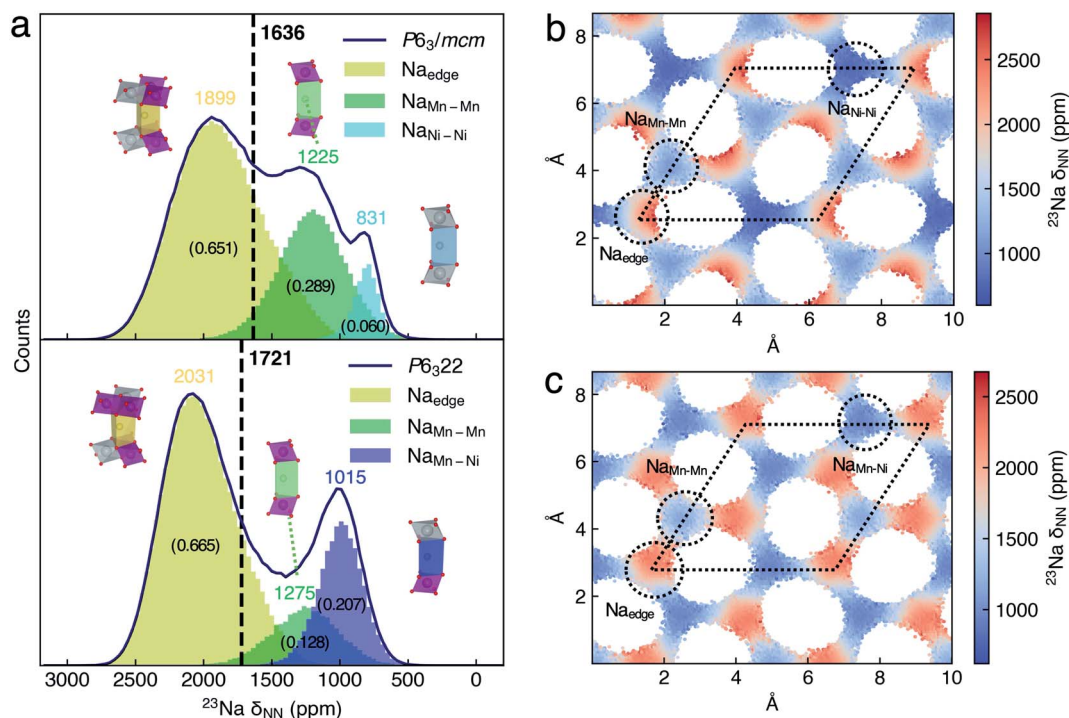 a
1636
P6₃/mcm
Na_edge
Na_Mn–Mn
Na_Ni–Ni
1899
1225
831
(0.651)
(0.289)
(0.060)
1721
P6₃22
Na_edge
Na_Mn–Mn
Na_Mn–Ni
2031
1015
1275
(0.665)
(0.207)
(0.128)
Counts
3000 2500 2000 1500 1000 500 0
²³Na δ_NN (ppm)
b
Na_Mn-Mn
Na_Ni-Ni
Na_edge
8
6
4
2
Å
0 2 4 6 8 10
Å
2500
2000
1500
1000
²³Na δ_NN (ppm)
c
Na_Mn-Mn
Na_Mn-Ni
Na_edge
8
6
4
2
Å
0 2 4 6 8 10
Å
2500
2000
1500
1000
²³Na δ_NN (ppm)